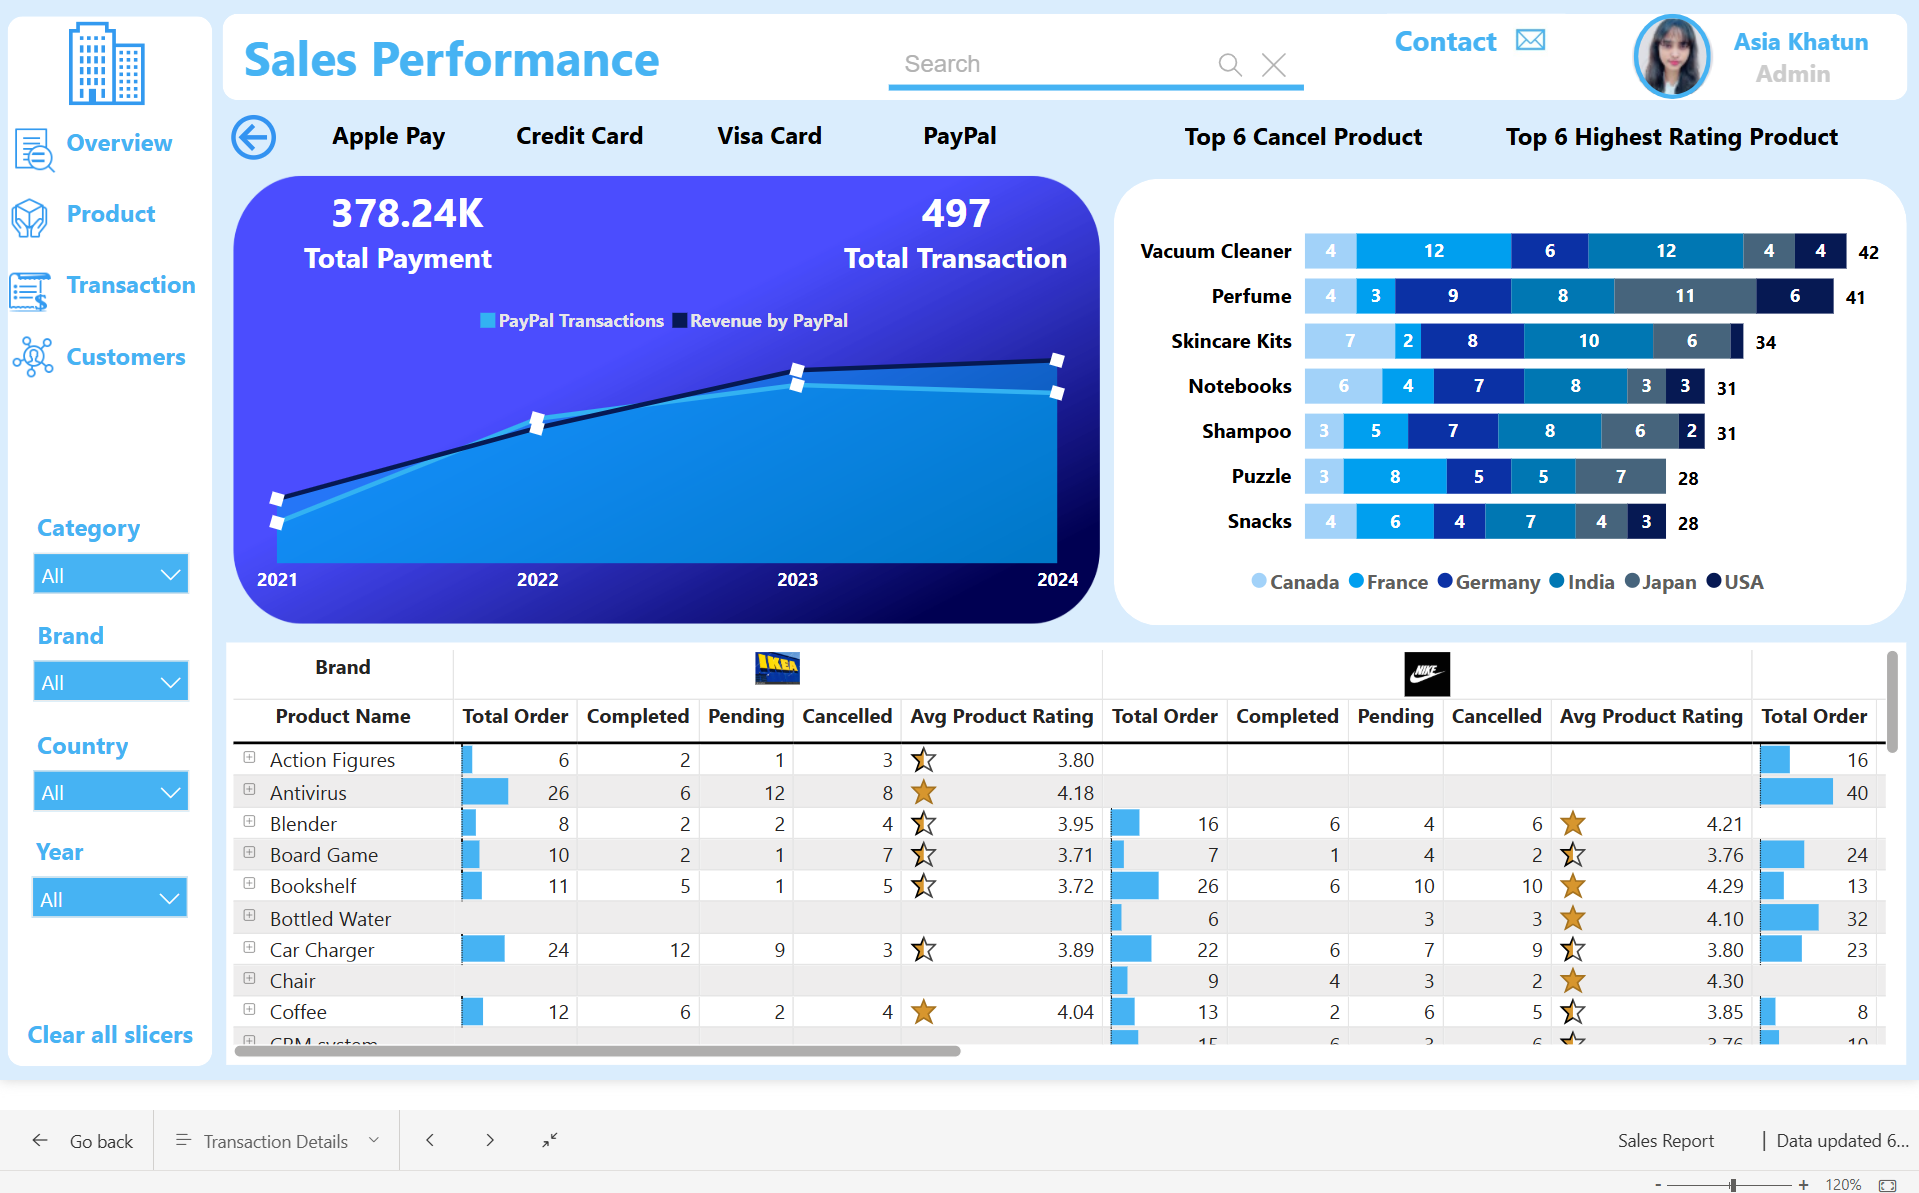 Sales Performance
Search
Contact
Asia Khatun
Admin
Overview
Product
Transaction
Customers
Category
All
Brand
All
Country
All
Year
All
Clear all slicers
Apple Pay Credit Card Visa Card PayPal
Top 6 Cancel Product Top 6 Highest Rating Product
378.24K
Total Payment
497
Total Transaction
PayPal Transactions Revenue by PayPal
2021 2022 2023 2024
Vacuum Cleaner 4 12 6 12 4 4 42
Perfume 4 3 9 8 11 6 41
Skincare Kits 7 2 8 10 6 34
Notebooks 6 4 7 8 3 3 31
Shampoo 3 5 7 8 6 2 31
Puzzle 3 8 5 5 7 28
Snacks 4 6 4 7 4 3 28
Canada France Germany India Japan USA
Brand IKEA NIKE
Product Name Total Order Completed Pending Cancelled Avg Product Rating Total Order Completed Pending Cancelled Avg Product Rating Total Order
Action Figures 6 2 1 3 3.80 16
Antivirus 26 6 12 8 4.18 40
Blender 8 2 2 4 3.95 16 6 4 6 4.21
Board Game 10 2 1 7 3.71 7 1 4 2 3.76 24
Bookshelf 11 5 1 5 3.72 26 6 10 10 4.29 13
Bottled Water 6 3 3 4.10 32
Car Charger 24 12 9 3 3.89 22 6 7 9 3.80 23
Chair 9 4 3 2 4.30
Coffee 12 6 2 4 4.04 13 2 6 5 3.85 8
CRM system 15 6 3 6 3.76 10
Go back Transaction Details
Sales Report | Data updated 6...
- + 120%